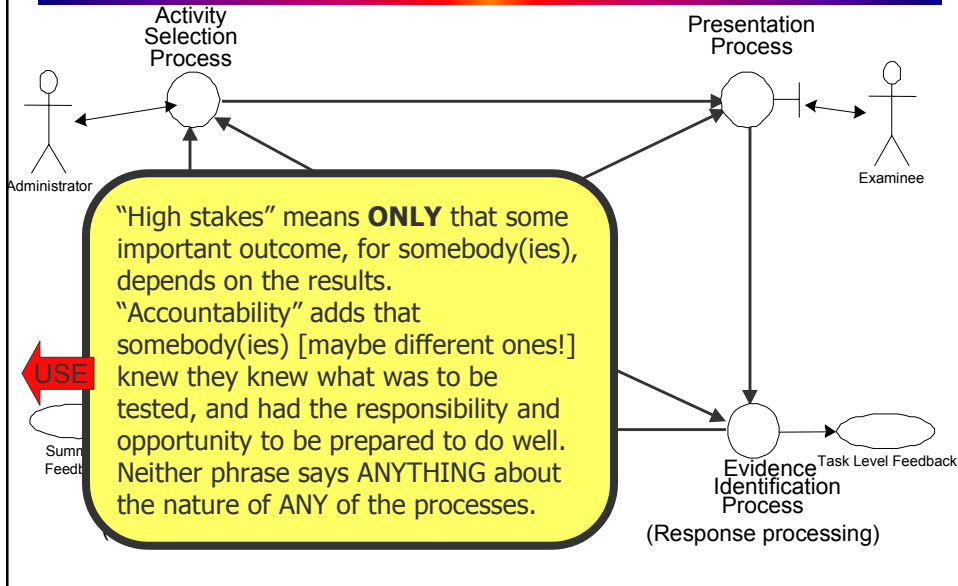 Activity
Selection
Process
Presentation
Process
Administrator
Examinee
“High stakes” means ONLY that some
important outcome, for somebody(ies),
depends on the results.
“Accountability” adds that
somebody(ies) [maybe different ones!]
knew they knew what was to be
tested, and had the responsibility and
opportunity to be prepared to do well.
Neither phrase says ANYTHING about
the nature of ANY of the processes.
USE
Evidence
Identification
Process
(Response processing)
Task Level Feedback